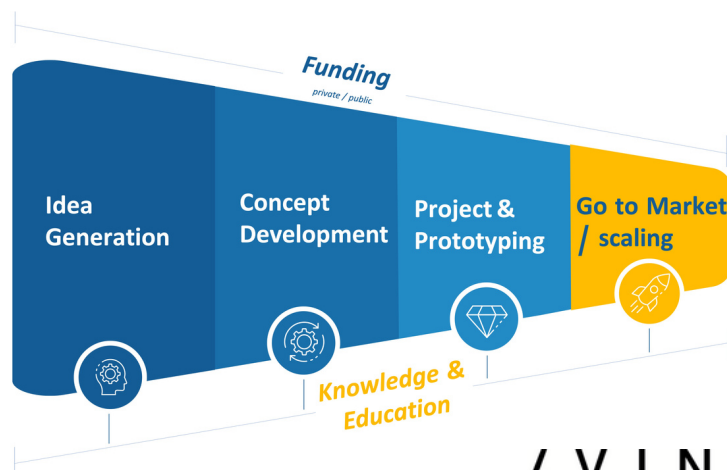 Funding
private / public
Idea
Generation
Concept
Development
Project &
Prototyping
Go to Market
/ scaling
Knowledge &
Education